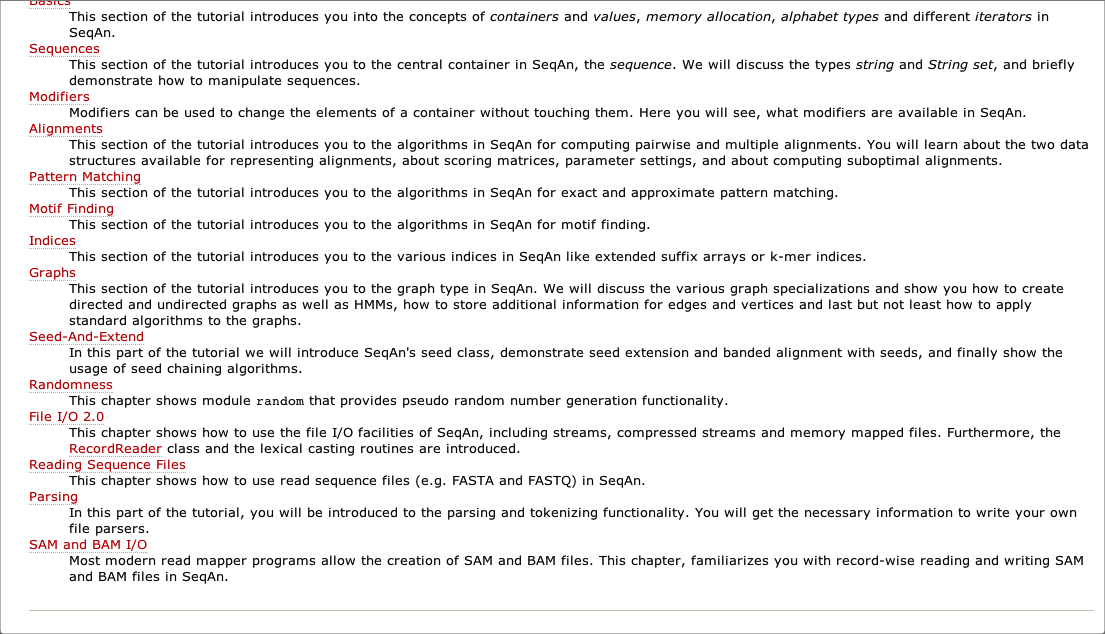 Basics
This section of the tutorial introduces you into the concepts of containers and values, memory allocation, alphabet types and different iterators in
SeqAn.
Sequences
This section of the tutorial introduces you to the central container in SeqAn, the sequence. We will discuss the types string and String set, and briefly
demonstrate how to manipulate sequences.
Modifiers
Modifiers can be used to change the elements of a container without touching them. Here you will see, what modifiers are available in SeqAn.
Alignments
This section of the tutorial introduces you to the algorithms in SeqAn for computing pairwise and multiple alignments. You will learn about the two data
structures available for representing alignments, about scoring matrices, parameter settings, and about computing suboptimal alignments.
Pattern Matching
This section of the tutorial introduces you to the algorithms in SeqAn for exact and approximate pattern matching.
Motif Finding
This section of the tutorial introduces you to the algorithms in SeqAn for motif finding.
Indices
This section of the tutorial introduces you to the various indices in SeqAn like extended suffix arrays or k-mer indices.
Graphs
This section of the tutorial introduces you to the graph type in SeqAn. We will discuss the various graph specializations and show you how to create
directed and undirected graphs as well as HMMs, how to store additional information for edges and vertices and last but not least how to apply
standard algorithms to the graphs.
Seed-And-Extend
In this part of the tutorial we will introduce SeqAn's seed class, demonstrate seed extension and banded alignment with seeds, and finally show the
usage of seed chaining algorithms.
Randomness
This chapter shows module random that provides pseudo random number generation functionality.
File I/O 2.0
This chapter shows how to use the file I/O facilities of SeqAn, including streams, compressed streams and memory mapped files. Furthermore, the
RecordReader class and the lexical casting routines are introduced.
Reading Sequence Files
This chapter shows how to use read sequence files (e.g. FASTA and FASTQ) in SeqAn.
Parsing
In this part of the tutorial, you will be introduced to the parsing and tokenizing functionality. You will get the necessary information to write your own
file parsers.
SAM and BAM I/O
Most modern read mapper programs allow the creation of SAM and BAM files. This chapter, familiarizes you with record-wise reading and writing SAM
and BAM files in SeqAn.